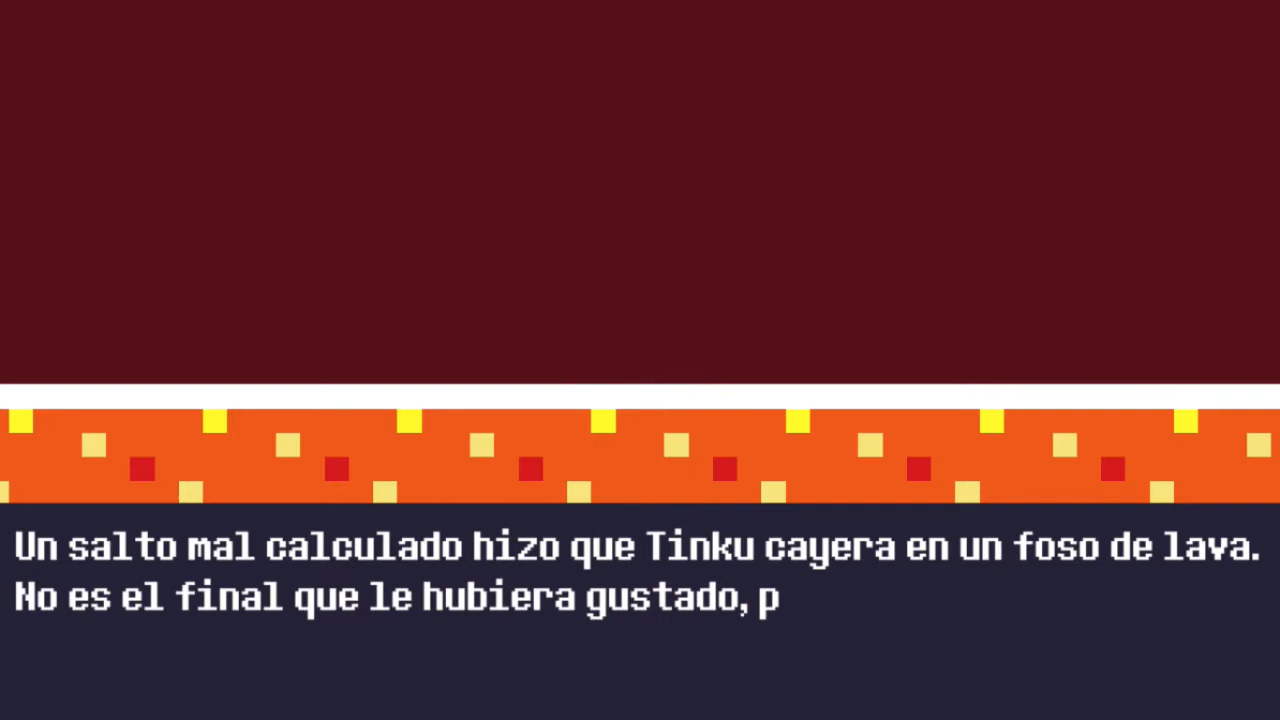 Un salto mal calculado hizo que Tinku cayera en un foso de lava.
No es el final que le hubiera gustado, p